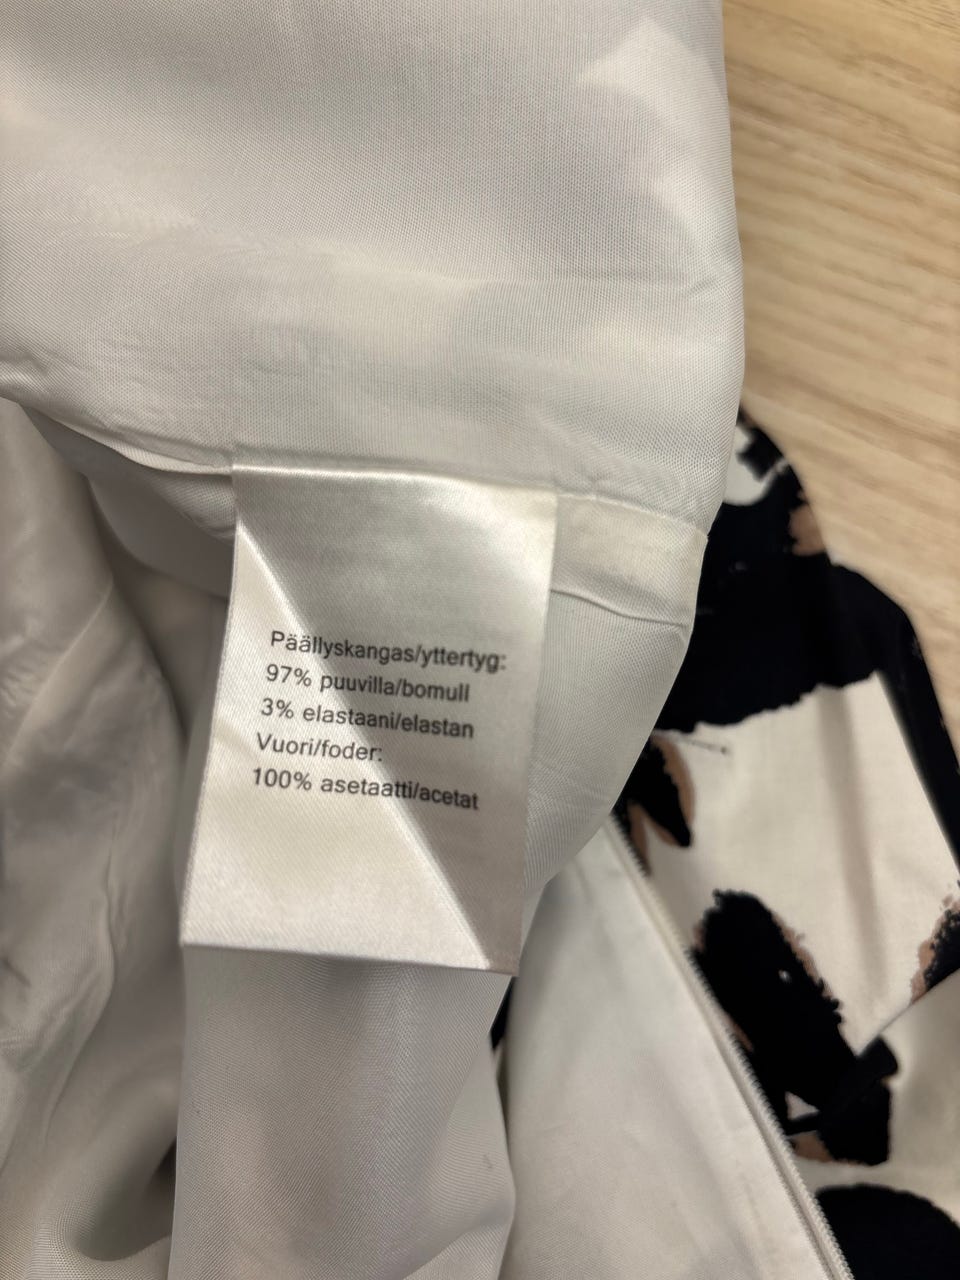 Päällyskangas/yttertyg:
97% puuvilla/bomull
3% elastaani/elastan
Vuori/foder:
100% asetaatti/acetat